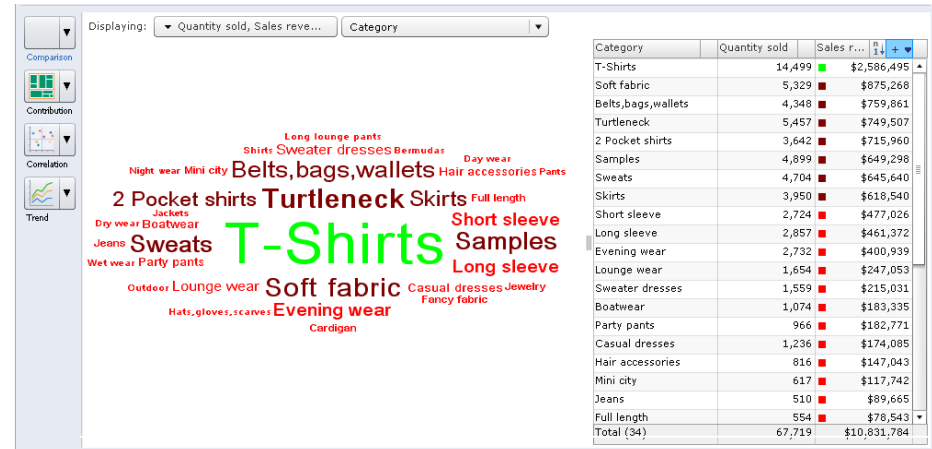 Displaying: Quantity sold, Sales reve... Category
Comparison
Contribution
Correlation
Trend
Long lounge pants
Shirts Sweater dresses Bermudas
Day wear
Night wear Mini city Belts,bags,wallets Hair accessories Pants
2 Pocket shirts Turtleneck Skirts Full length
Jackets
Dry wear Boatwear T-Shirts Short sleeve
Jeans Sweats Samples
Wet wear Party pants Long sleeve
Outdoor Lounge wear Soft fabric Casual dresses Jewelry
Fancy fabric
Hats,gloves,scarves Evening wear
Cardigan
Category Quantity sold Sales r... n 1 +
T-Shirts 14,499 $2,586,495
Soft fabric 5,329 $875,268
Belts,bags,wallets 4,348 $759,861
Turtleneck 5,457 $749,507
2 Pocket shirts 3,642 $715,960
Samples 4,899 $649,298
Sweats 4,704 $645,640
Skirts 3,950 $618,540
Short sleeve 2,724 $477,026
Long sleeve 2,857 $461,372
Evening wear 2,732 $400,939
Lounge wear 1,654 $247,053
Sweater dresses 1,559 $215,031
Boatwear 1,074 $183,335
Party pants 966 $182,771
Casual dresses 1,236 $174,085
Hair accessories 816 $147,043
Mini city 617 $117,742
Jeans 510 $89,665
Full length 554 $78,543
Total (34) 67,719 $10,831,784